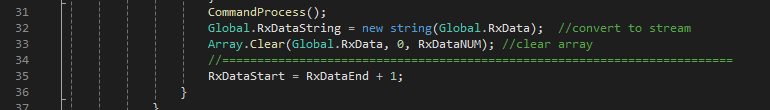 31 CommandProcess();
32 Global.RxDataString = new string(Global.RxData);  //convert to stream
33 Array.Clear(Global.RxData, 0, RxDataNUM); //clear array
34 //======================================================================
35 RxDataStart = RxDataEnd + 1;
36 }
37 }